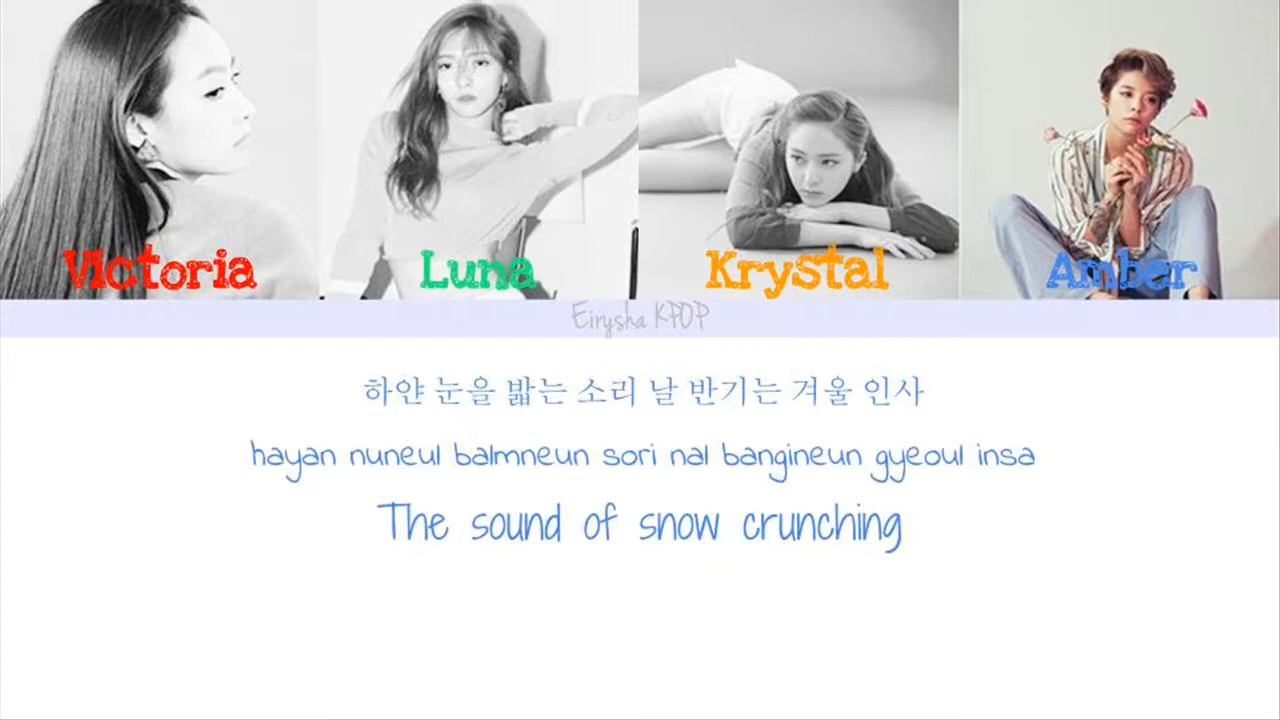 Victoria Luna Krystal Amber
Eirysha KPOP
하얀 눈을 밟는 소리 날 반기는 겨울 인사
hayan nuneul balmneun sori nal bangineun gyeoul insa
The sound of snow crunching